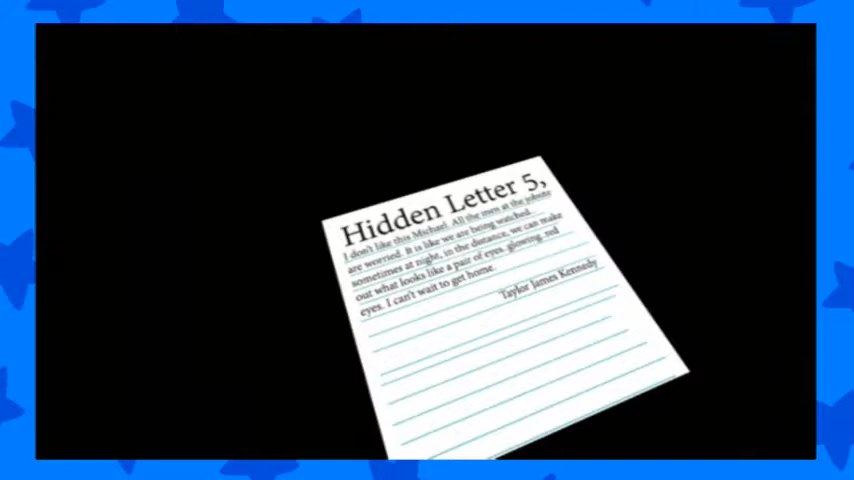 Hidden Letter 5,
I don't like this Michael. All the men at the jobsite
are worried. It is like we are being watched.
sometimes at night, in the distance, we can make
out what looks like a pair of eyes. glowing, red
eyes. I can't wait to get home.
Taylor James Kennedy